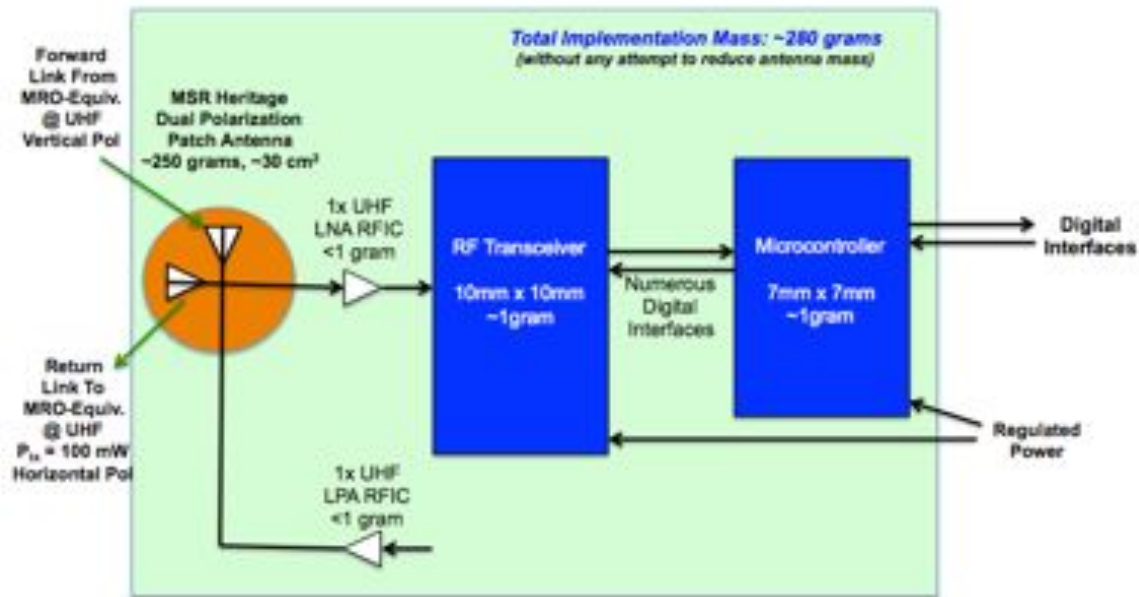 Total Implementation Mass: ~280 grams
(without any attempt to reduce antenna mass)
Forward
Link From
MRO-Equiv.
@ UHF
Vertical Pol
MSR Heritage
Dual Polarization
Patch Antenna
~250 grams, ~30 cm²
1x UHF
LNA RFIC
<1 gram
RF Transceiver
10mm x 10mm
~1gram
Numerous
Digital
Interfaces
Microcontroller
7mm x 7mm
~1gram
Digital
Interfaces
Return
Link To
MRO-Equiv.
@ UHF
= 100 mW
Horizontal Pol
1x UHF
LPA RFIC
<1 gram
Regulated
Power